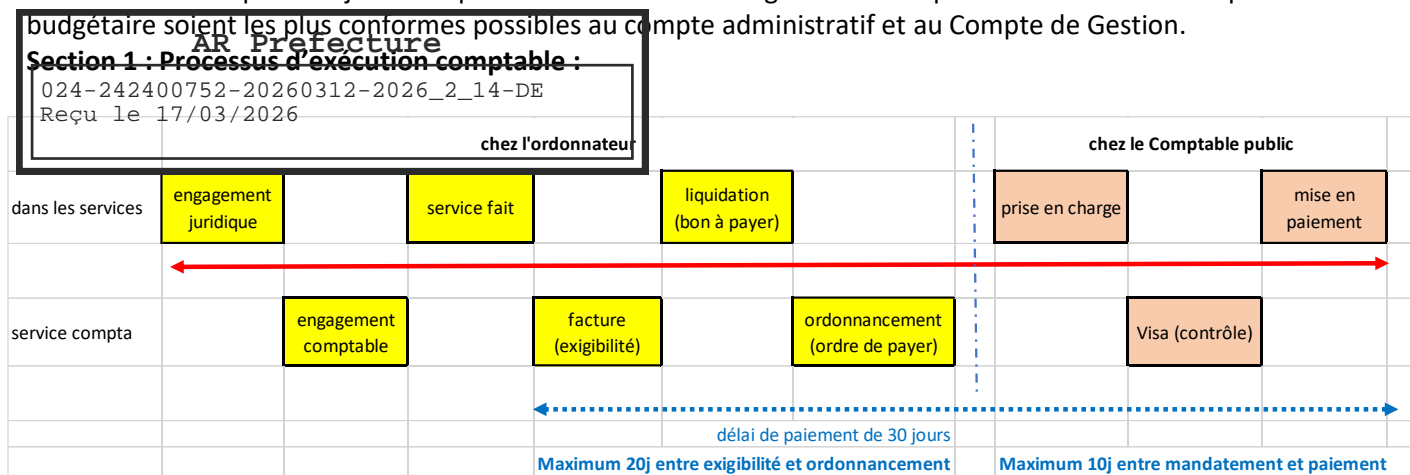 budgétaire soient les plus conformes possibles au compte administratif et au Compte de Gestion.
AR Prefecture
Section 1 : Processus d'exécution comptable :
024-242400752-20260312-2026_2_14-DE
Reçu le 17/03/2026
chez l'ordonnateur
chez le Comptable public
dans les services
engagement
juridique
service fait
liquidation
(bon à payer)
prise en charge
mise en
paiement
service compta
engagement
comptable
facture
(exigibilité)
ordonnancement
(ordre de payer)
Visa (contrôle)
délai de paiement de 30 jours
Maximum 20j entre exigibilité et ordonnancement
Maximum 10j entre mandatement et paiement